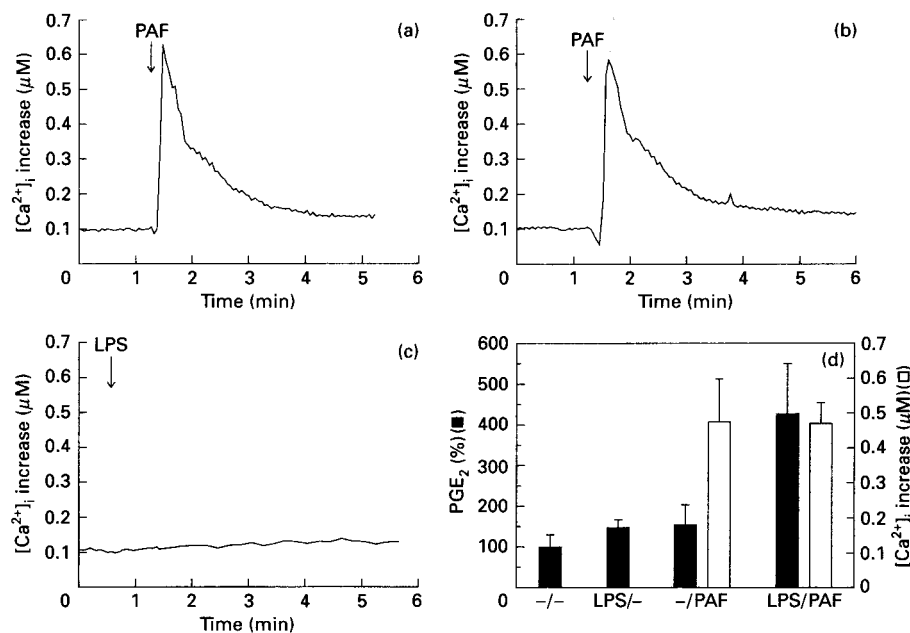 (a)
PAF
[Ca²⁺]ᵢ increase (μM)
0.7
0.6
0.5
0.4
0.3
0.2
0.1
0
1 2 3 4 5 6
Time (min)
(b)
PAF
[Ca²⁺]ᵢ increase (μM)
0.7
0.6
0.5
0.4
0.3
0.2
0.1
0
1 2 3 4 5 6
Time (min)
(c)
LPS
[Ca²⁺]ᵢ increase (μM)
0.7
0.6
0.5
0.4
0.3
0.2
0.1
0
1 2 3 4 5 6
Time (min)
(d)
PGE₂ (%)(■)
600
500
400
300
200
100
0
[Ca²⁺]ᵢ increase (μM)(□)
0.7
0.6
0.5
0.4
0.3
0.2
0.1
0
−/− LPS/− −/PAF LPS/PAF